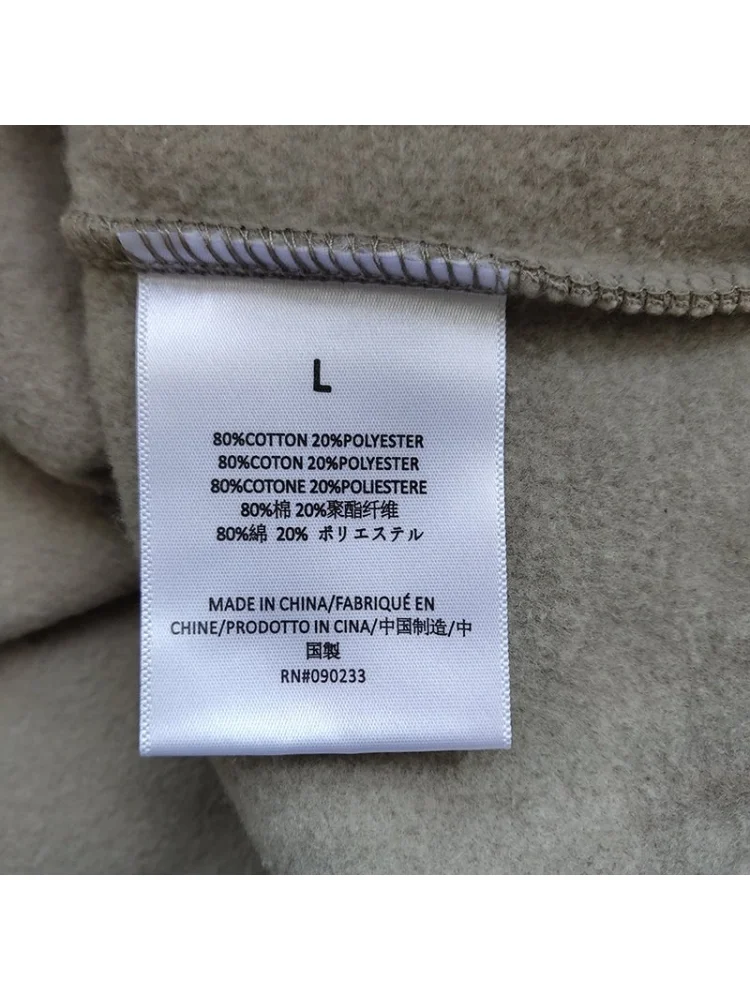 L
80%COTTON 20%POLYESTER
80%COTON 20%POLYESTER
80%COTONE 20%POLIESTERE
80%棉 20%聚酯纤维
80%綿 20% ポリエステル
MADE IN CHINA/FABRIQUÉ EN
CHINE/PRODOTTO IN CINA/中国制造/中
国製
RN#090233